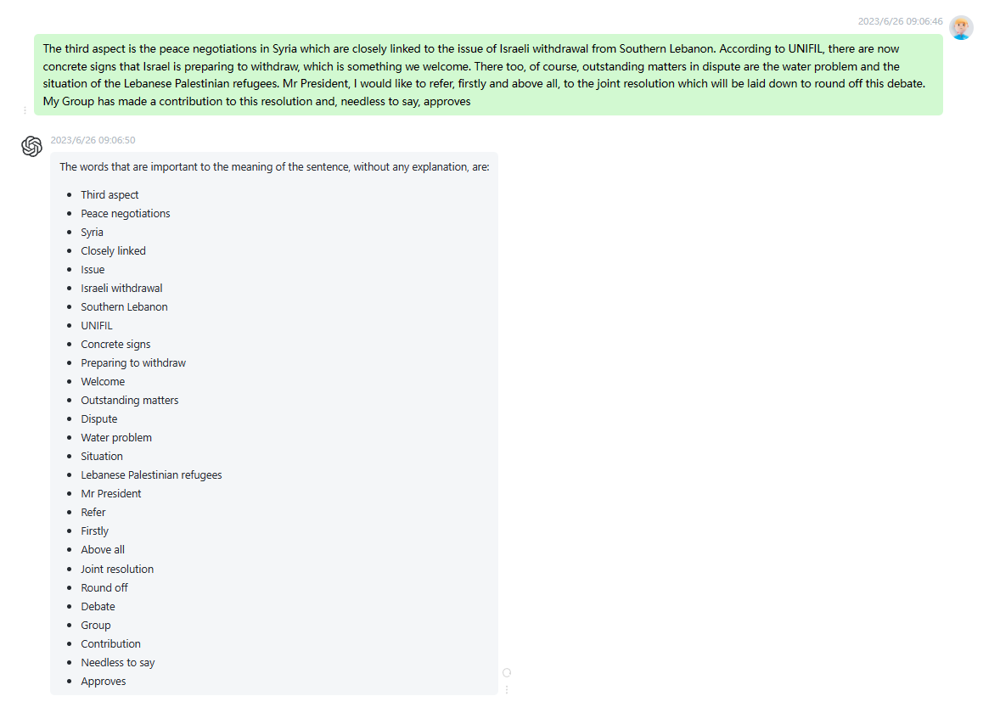 2023/6/26 09:06:46
The third aspect is the peace negotiations in Syria which are closely linked to the issue of Israeli withdrawal from Southern Lebanon. According to UNIFIL, there are now
concrete signs that Israel is preparing to withdraw, which is something we welcome. There too, of course, outstanding matters in dispute are the water problem and the
situation of the Lebanese Palestinian refugees. Mr President, I would like to refer, firstly and above all, to the joint resolution which will be laid down to round off this debate.
My Group has made a contribution to this resolution and, needless to say, approves
2023/6/26 09:06:50
The words that are important to the meaning of the sentence, without any explanation, are:
• Third aspect
• Peace negotiations
• Syria
• Closely linked
• Issue
• Israeli withdrawal
• Southern Lebanon
• UNIFIL
• Concrete signs
• Preparing to withdraw
• Welcome
• Outstanding matters
• Dispute
• Water problem
• Situation
• Lebanese Palestinian refugees
• Mr President
• Refer
• Firstly
• Above all
• Joint resolution
• Round off
• Debate
• Group
• Contribution
• Needless to say
• Approves